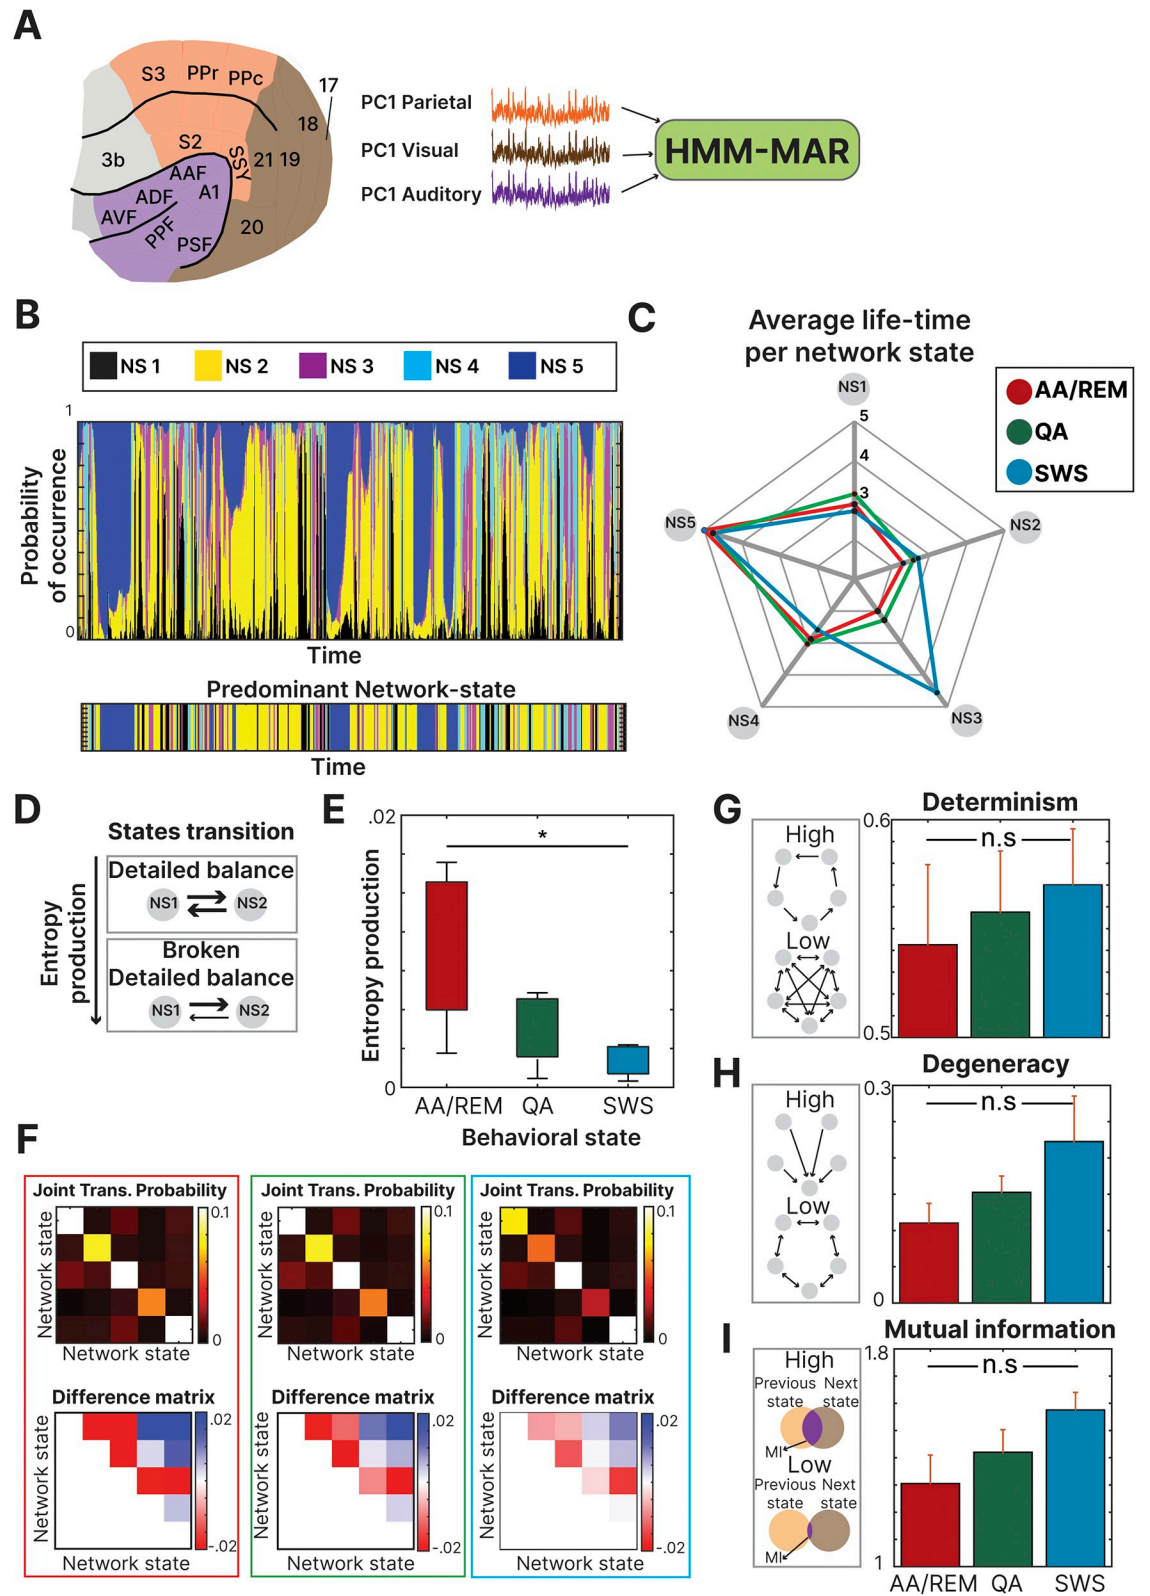 A
S3
PPr
PPc
17
18
3b
S2
SSY
21
19
AAF
A1
ADF
AVF
PPF
PSF
20
PC1 Parietal
PC1 Visual
PC1 Auditory
HMM-MAR
B
NS 1
NS 2
NS 3
NS 4
NS 5
1
Probability
of occurrence
0
Time
Predominant Network-state
Time
C
Average life-time
per network state
NS1
5
4
3
NS2
NS3
NS4
NS5
AA/REM
QA
SWS
D
States transition
Entropy
production
Detailed balance
NS1
NS2
Broken
Detailed balance
NS1
NS2
E
.02
Entropy production
0
*
AA/REM
QA
SWS
Behavioral state
F
Joint Trans. Probability
Network state
0.1
0
Network state
Difference matrix
Network state
.02
-.02
Network state
Joint Trans. Probability
Network state
0.1
0
Network state
Difference matrix
Network state
.02
-.02
Network state
Joint Trans. Probability
Network state
0.1
0
Network state
Difference matrix
Network state
.02
-.02
Network state
G
Determinism
High
Low
0.6
0.5
n.s
H
Degeneracy
High
Low
0.3
0
n.s
I
Mutual information
High
Previous
state
Next
state
MI
Low
Previous
state
Next
state
MI
1.8
1
n.s
AA/REM
QA
SWS